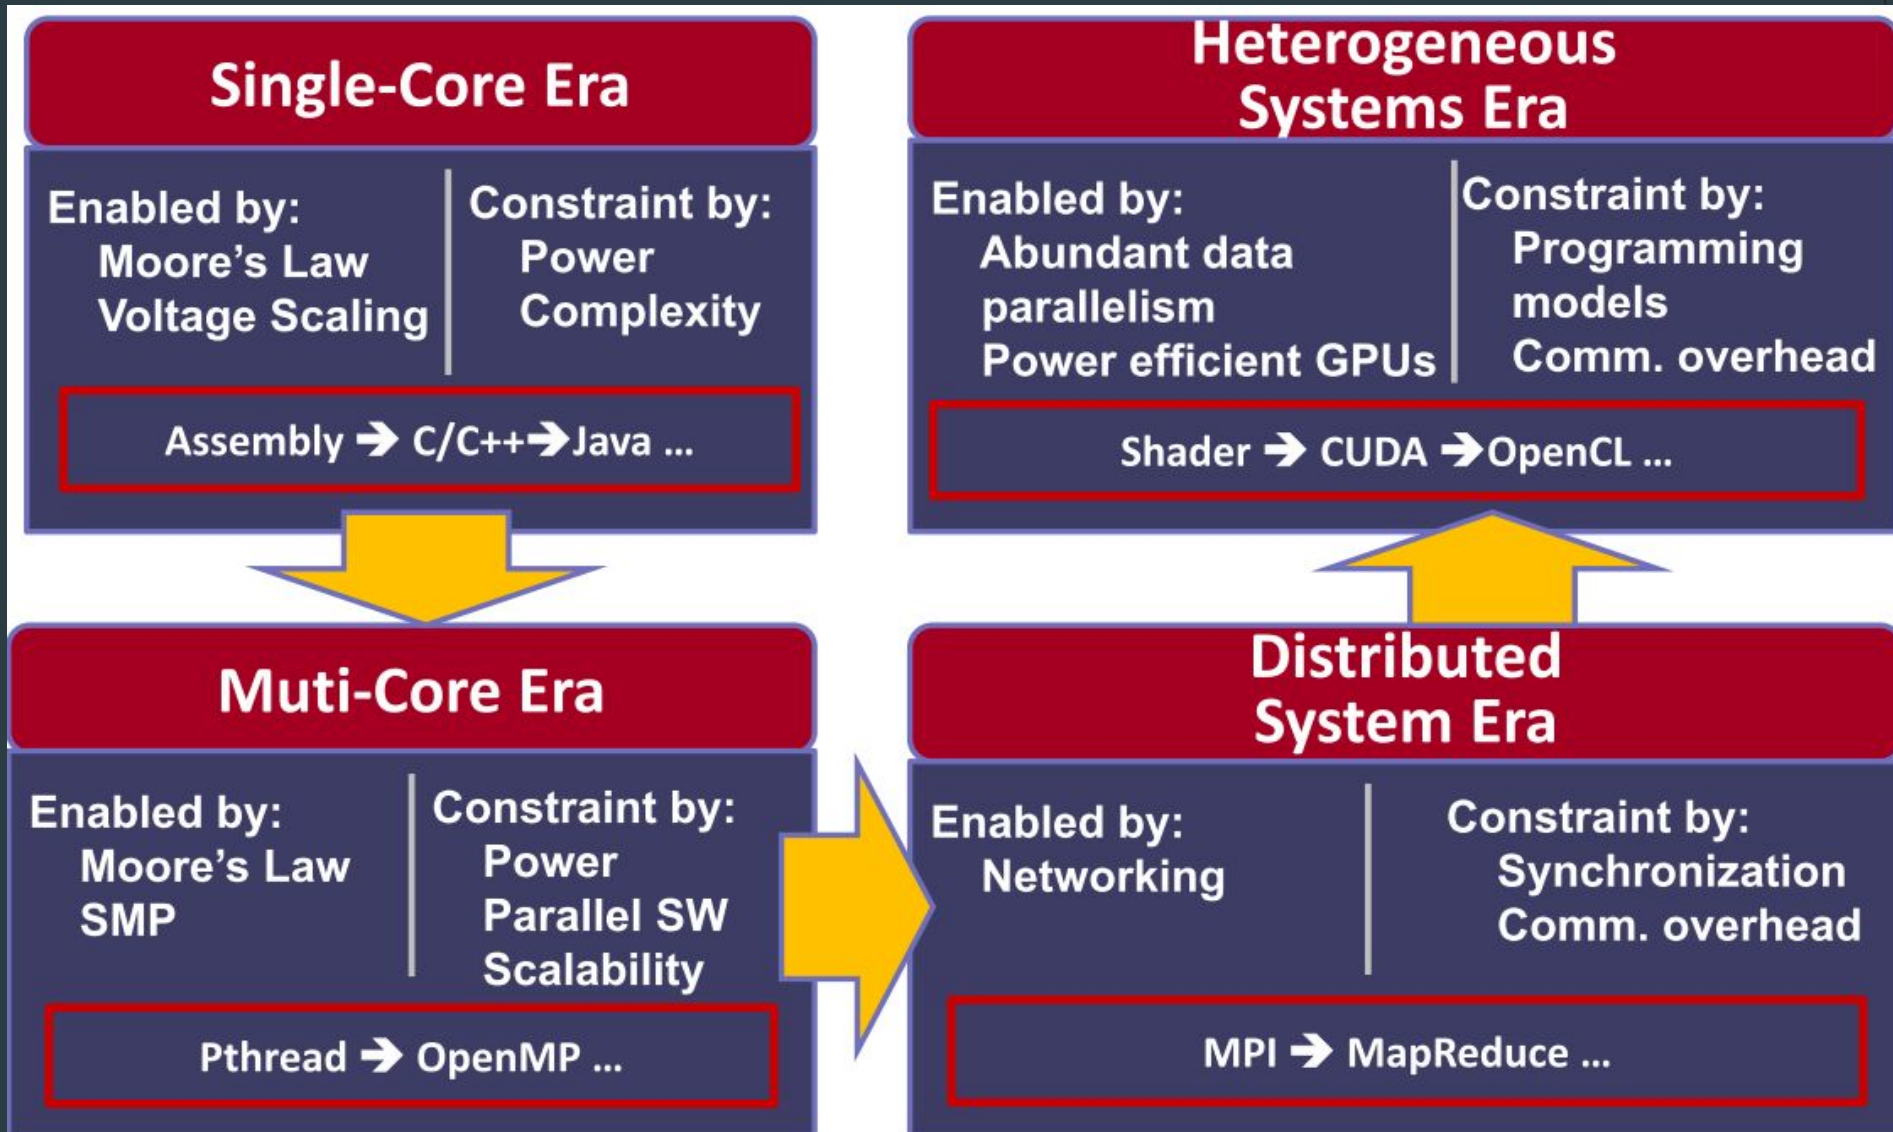 Single-Core Era
Enabled by:
Moore’s Law
Voltage Scaling
Constraint by:
Power
Complexity
Assembly ➔ C/C++➔Java ...
Muti-Core Era
Enabled by:
Moore’s Law
SMP
Constraint by:
Power
Parallel SW
Scalability
Pthread ➔ OpenMP ...
Distributed
System Era
Enabled by:
Networking
Constraint by:
Synchronization
Comm. overhead
MPI ➔ MapReduce ...
Heterogeneous
Systems Era
Enabled by:
Abundant data
parallelism
Power efficient GPUs
Constraint by:
Programming
models
Comm. overhead
Shader ➔ CUDA ➔OpenCL ...